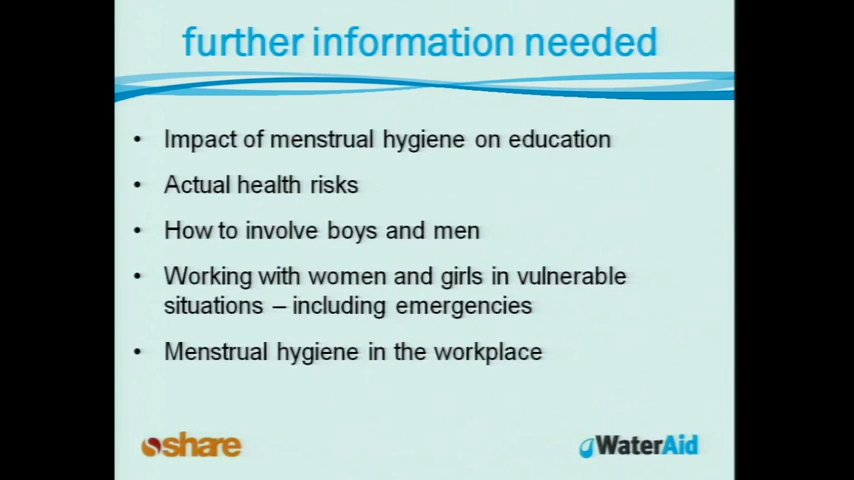 further information needed
• Impact of menstrual hygiene on education
• Actual health risks
• How to involve boys and men
• Working with women and girls in vulnerable
situations – including emergencies
• Menstrual hygiene in the workplace
share
WaterAid